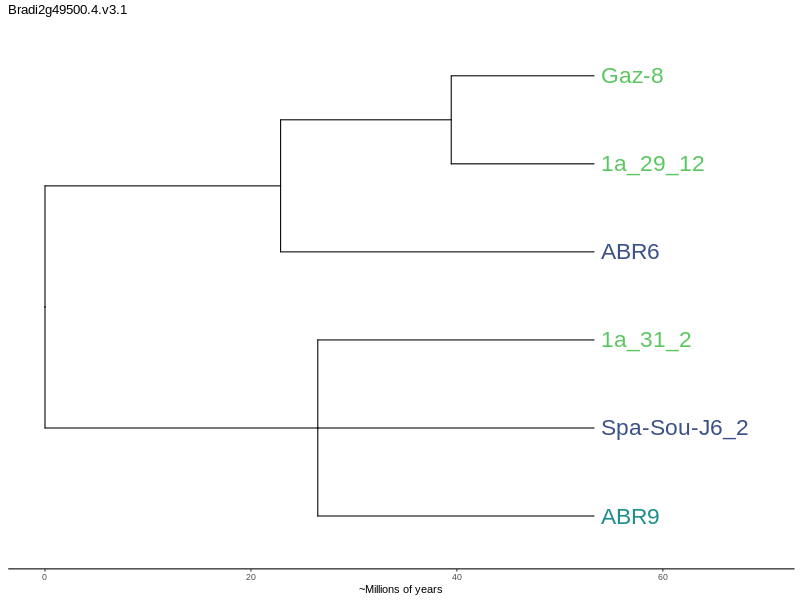 Bradi2g49500.4.v3.1
Gaz-8
1a_29_12
ABR6
1a_31_2
Spa-Sou-J6_2
ABR9
0 20 40 60
~Millions of years